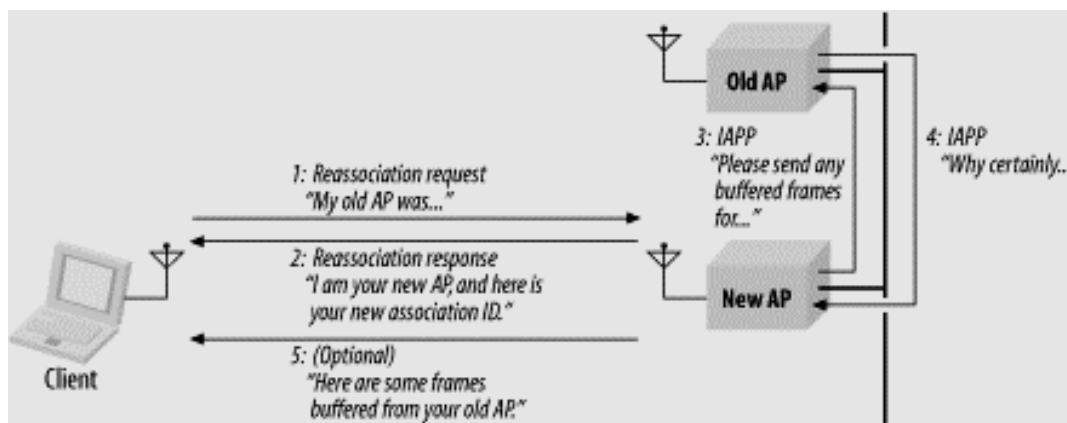 Old AP
3: IAPP
"Please send any
buffered frames
for...."
4: IAPP
"Why certainly..
1: Reassociation request
"My old AP was..."
2: Reassociation response
"I am your new AP, and here is
your new association ID."
New AP
5: (Optional)
"Here are some frames
buffered from your old AP."
Client